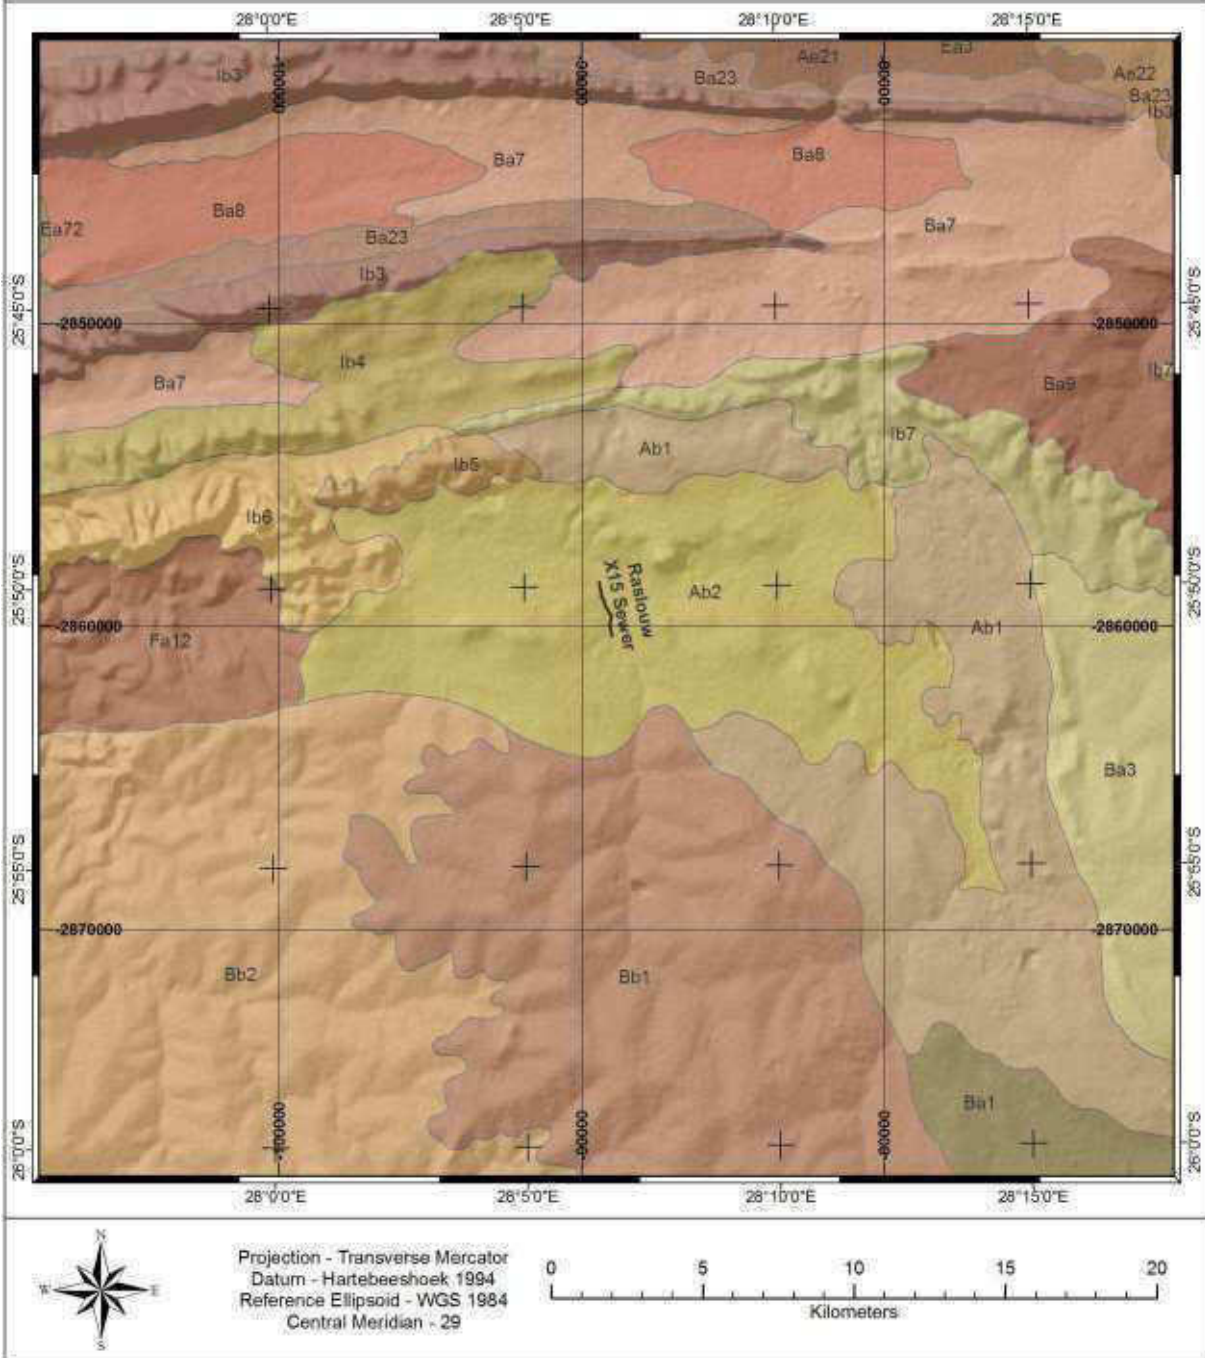 28°0'0"E 28°5'0"E 28°10'0"E 28°15'0"E
Ib3
Ba23
Ae21
Ea3
Ae22
Ba23
Ib3
Ba7
Ba8
Ba8
Ea72
Ba23
Ba7
Ib3
25°45'0"S
25°45'0"S
-2850000
-2850000
Ib4
Ba7
Ba9
Ib7
Ib7
Ab1
Ib5
Ib6
25°50'0"S
25°50'0"S
Raslouw
X15 Sewer
Ab2
-2860000
-2860000
Ab1
Fa12
Ba3
25°55'0"S
25°55'0"S
-2870000
-2870000
Bb2
Bb1
Ba1
-100000
-90000
-80000
26°0'0"S
26°0'0"S
28°0'0"E 28°5'0"E 28°10'0"E 28°15'0"E
N
W
E
S
Projection - Transverse Mercator
Datum - Hartebeeshoek 1994
Reference Ellipsoid - WGS 1984
Central Meridian - 29
0 5 10 15 20
Kilometers